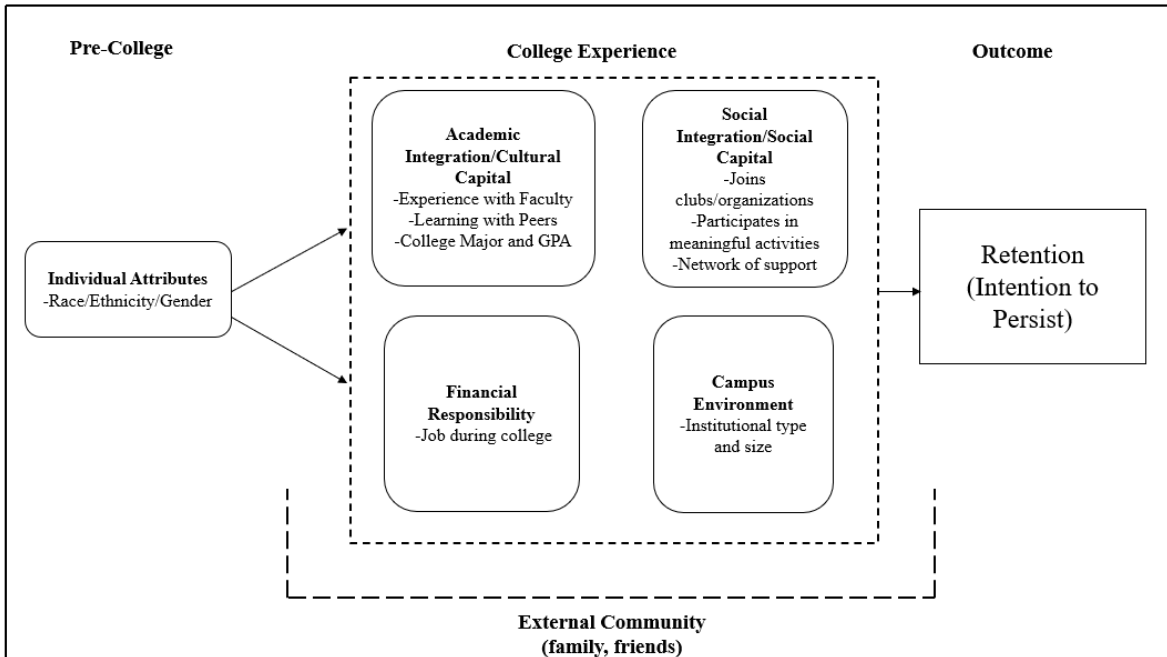 Pre-College
College Experience
Outcome
Individual Attributes
-Race/Ethnicity/Gender
Academic
Integration/Cultural
Capital
-Experience with Faculty
-Learning with Peers
-College Major and GPA
Social
Integration/Social
Capital
-Joins
clubs/organizations
-Participates in
meaningful activities
-Network of support
Financial
Responsibility
-Job during college
Campus
Environment
-Institutional type
and size
Retention
(Intention to
Persist)
External Community
(family, friends)